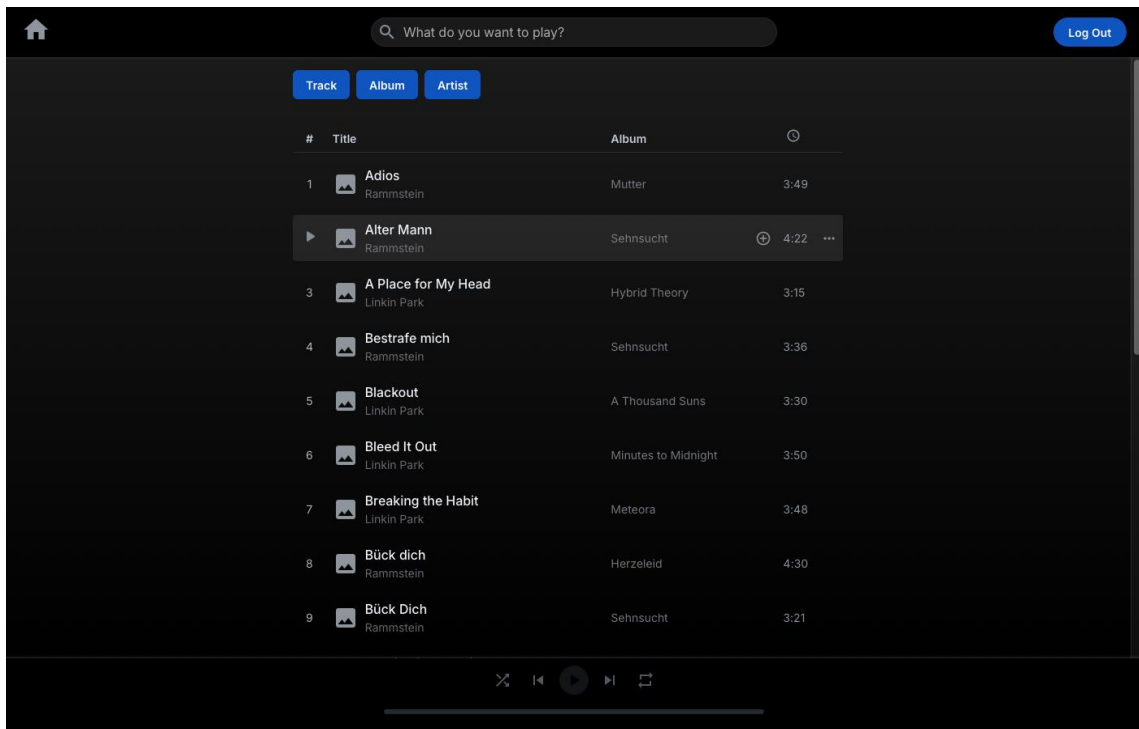 What do you want to play?
Log Out
Track Album Artist
# Title Album
1 Adios Mutter 3:49
Rammstein
Alter Mann Sehnsucht 4:22 •••
Rammstein
3 A Place for My Head Hybrid Theory 3:15
Linkin Park
4 Bestrafe mich Sehnsucht 3:36
Rammstein
5 Blackout A Thousand Suns 3:30
Linkin Park
6 Bleed It Out Minutes to Midnight 3:50
Linkin Park
7 Breaking the Habit Meteora 3:48
Linkin Park
8 Bück dich Herzeleid 4:30
Rammstein
9 Bück Dich Sehnsucht 3:21
Rammstein